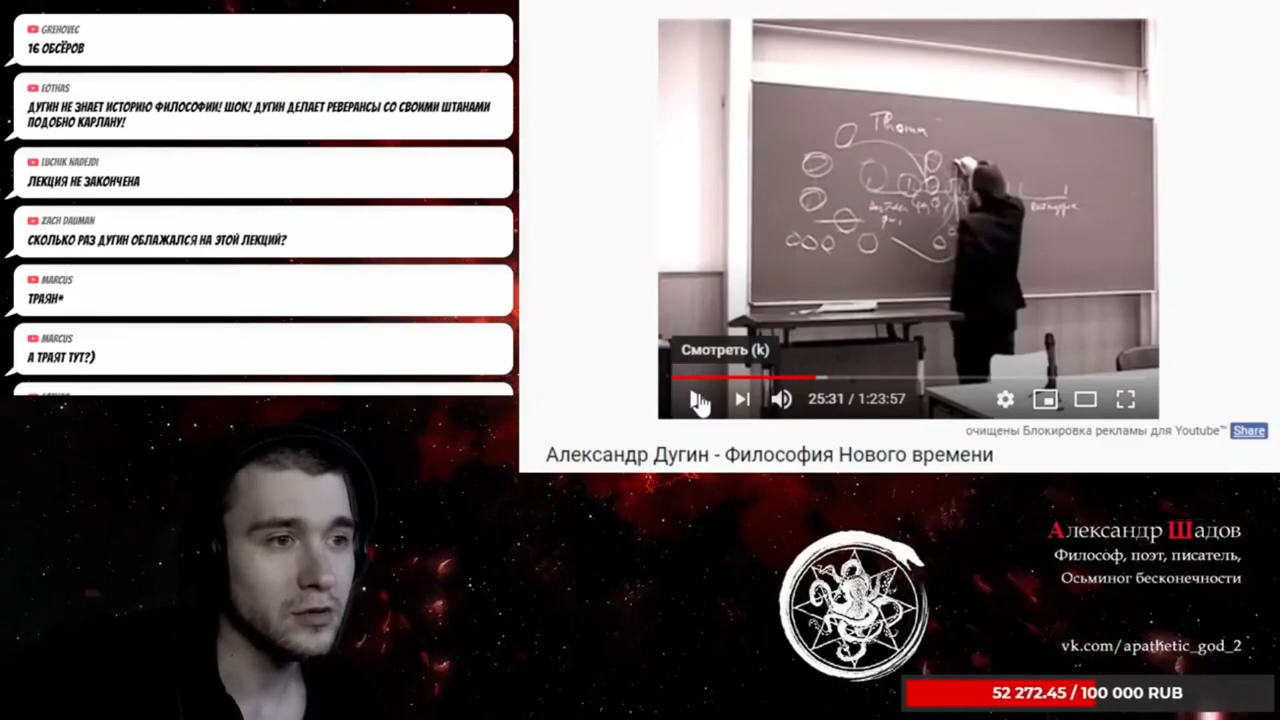 GREHOVEC
16 ОБСЁРОВ
EOTHAS
ДУГИН НЕ ЗНАЕТ ИСТОРИЮ ФИЛОСОФИИ! ШОК! ДУГИН ДЕЛАЕТ РЕВЕРАНСЫ СО СВОИМИ ШТАНАМИ
ПОДОБНО КАРЛАНУ!
LUCHIK NADEJDI
ЛЕКЦИЯ НЕ ЗАКОНЧЕНА
ZACH DAUMAN
СКОЛЬКО РАЗ ДУГИН ОБЛАЖАЛСЯ НА ЭТОЙ ЛЕКЦИЙ?
MARCUS
ТРАЯН*
MARCUS
А ТРАЯТ ТУТ?)
Смотреть (k)
25:31 / 1:23:57
очищены Блокировка рекламы для Youtube™ Share
Александр Дугин - Философия Нового времени
Александр Шадов
Философ, поэт, писатель,
Осьминог бесконечности
vk.com/apathetic_god_2
52 272.45 / 100 000 RUB